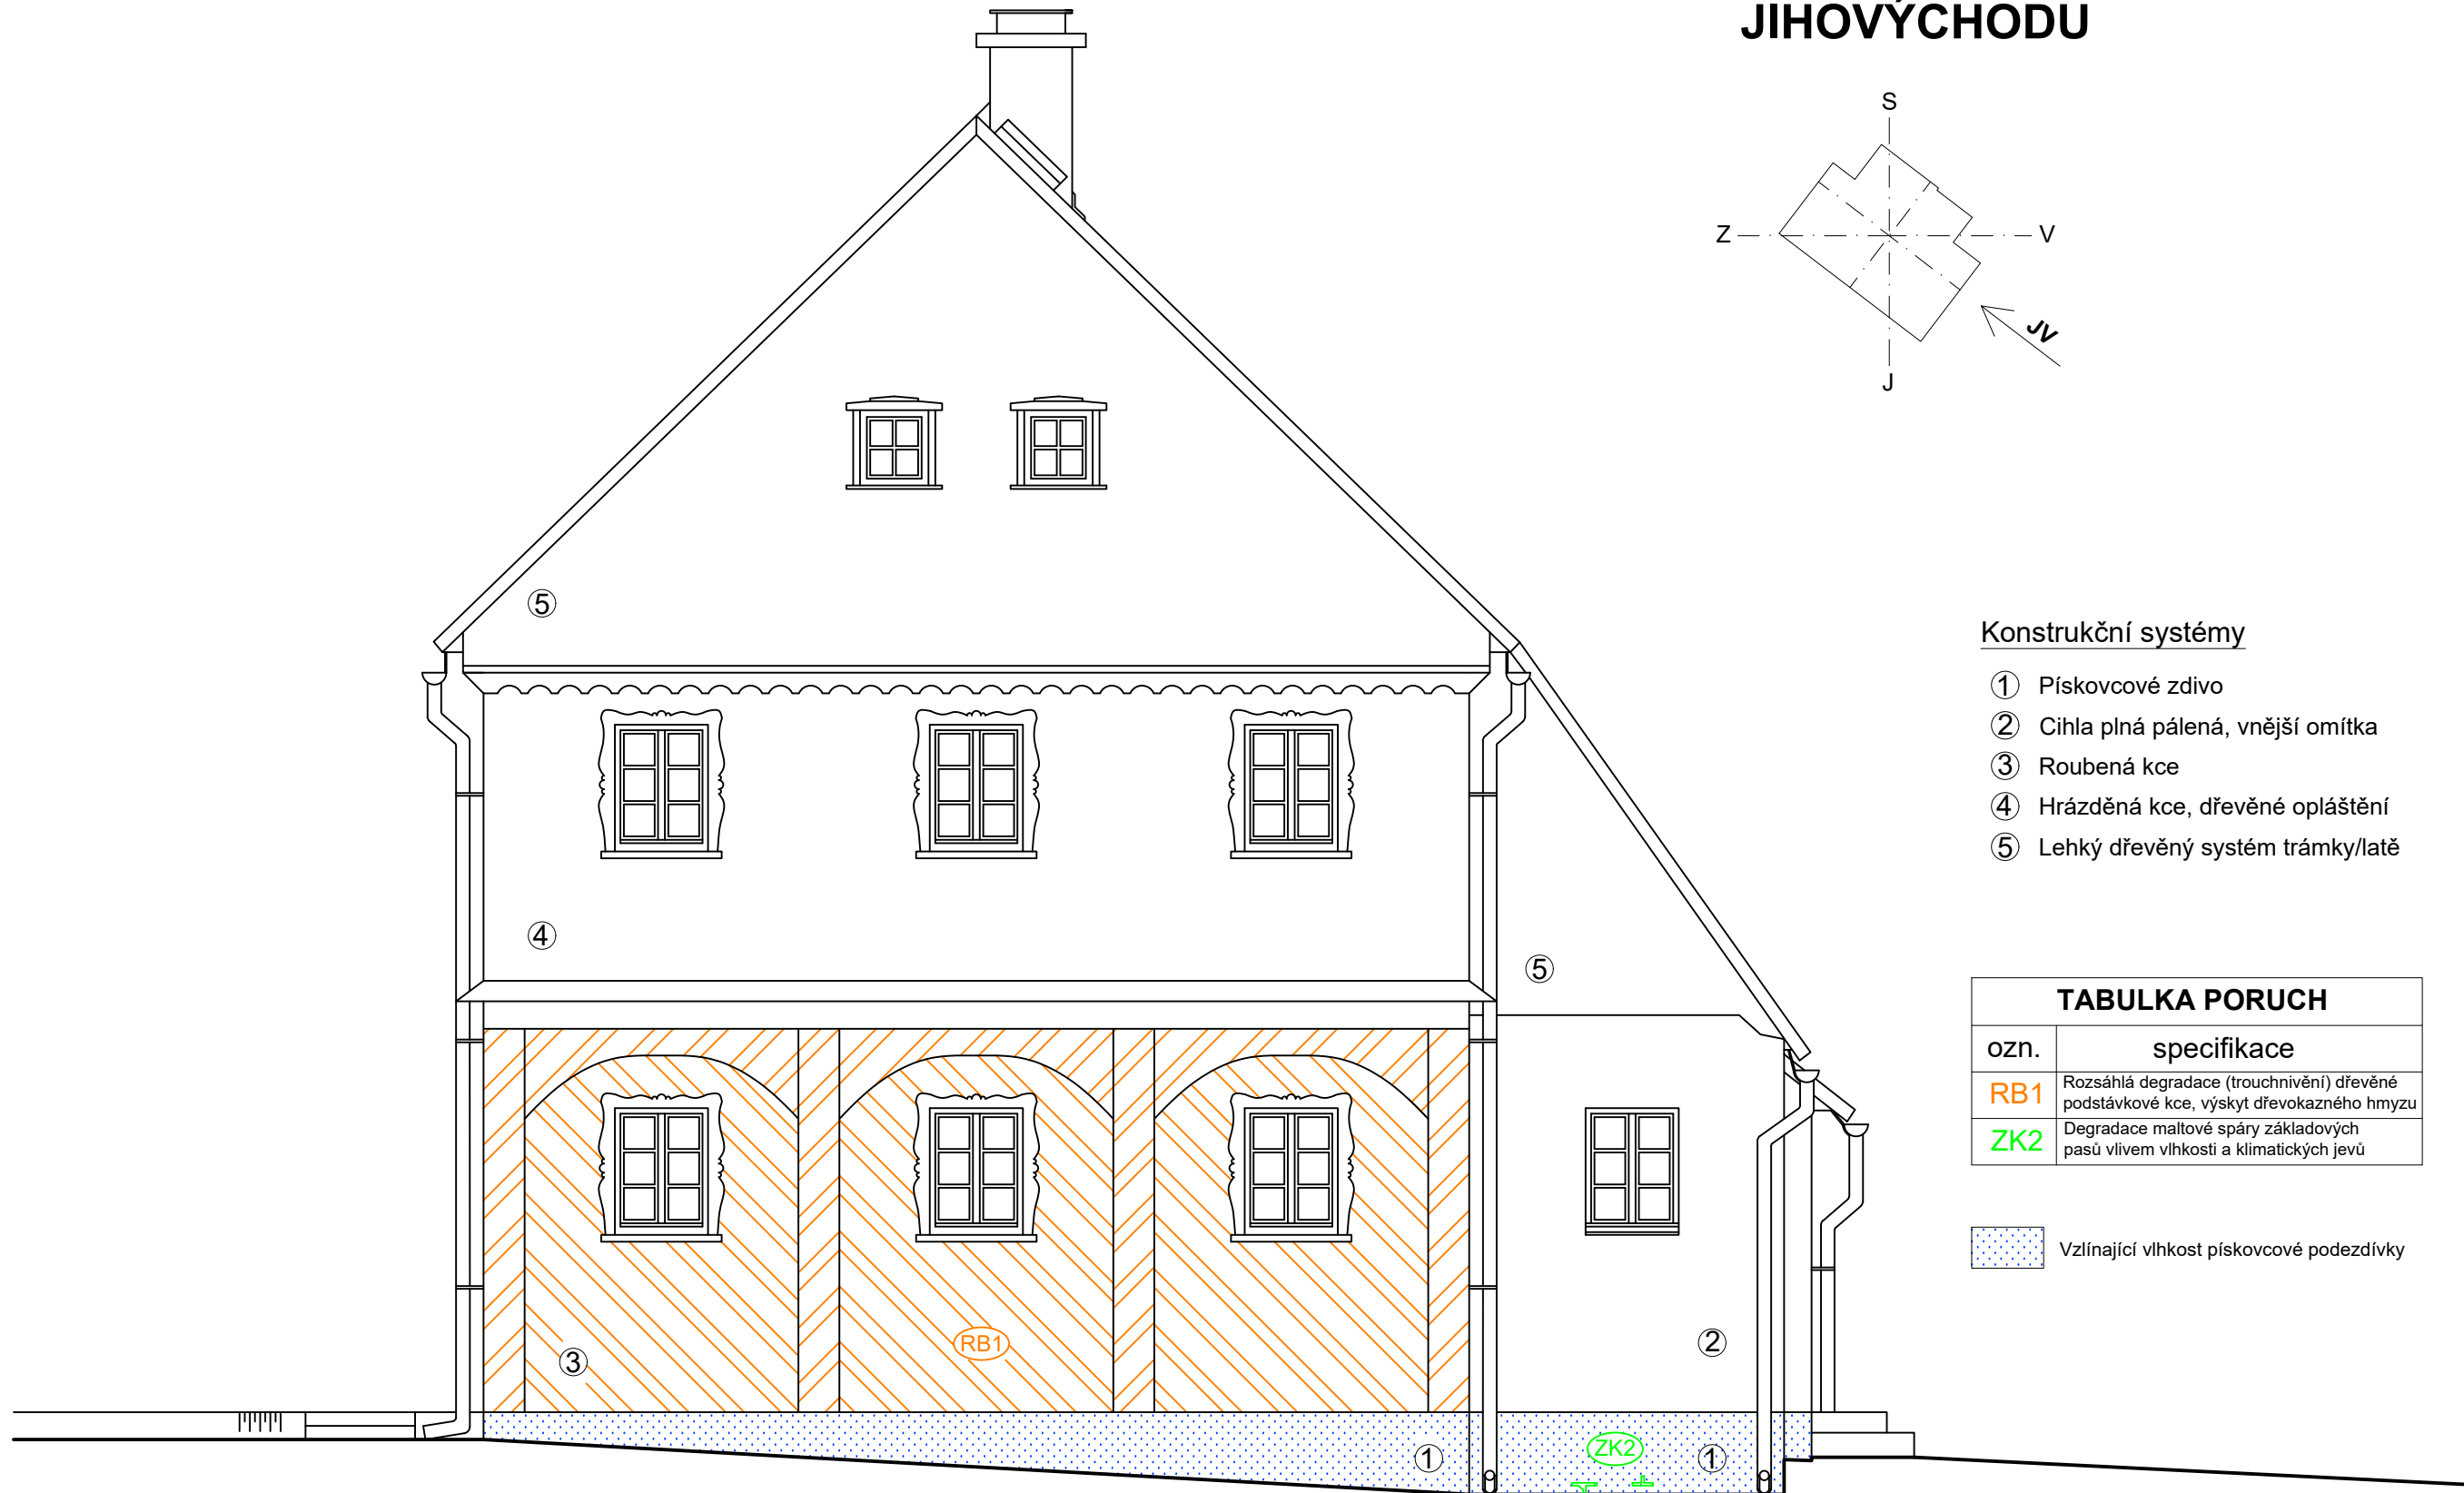 JIHOVÝCHODU
S
Z
V
J
JV
5
Konstrukční systémy
1 Pískovcové zdivo
2 Cihla plná pálená, vnější omítka
3 Roubená kce
4 Hrázděná kce, dřevěné opláštění
5 Lehký dřevěný systém trámky/latě
4
5
TABULKA PORUCH
ozn. specifikace
RB1 Rozsáhlá degradace (trouchnivění) dřevěné
podstávkové kce, výskyt dřevokazného hmyzu
ZK2 Degradace maltové spáry základových
pasů vlivem vlhkosti a klimatických jevů
Vzlínající vlhkost pískovcové podezdívky
3
RB1
2
1
ZK2
1